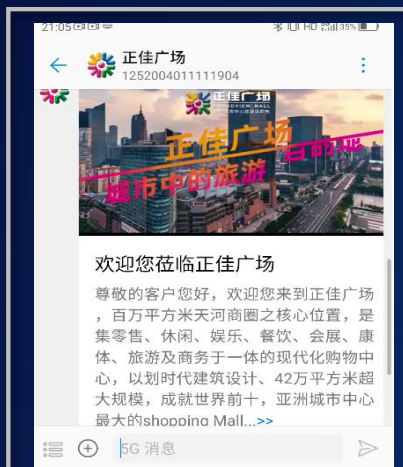 21:05
HD
35%
正佳广场
1252004011111904
正佳广场
GRANDVIEW MALL
正佳广场
目的地
城市中的旅游
欢迎您莅临正佳广场
尊敬的客户您好，欢迎您来到正佳广场
，百万平方米天河商圈之核心位置，是
集零售、休闲、娱乐、餐饮、会展、康
体、旅游及商务于一体的现代化购物中
心，以划时代建筑设计、42万平方米超
大规模，成就世界前十，亚洲城市中心
最大的shopping Mall...>>
5G 消息